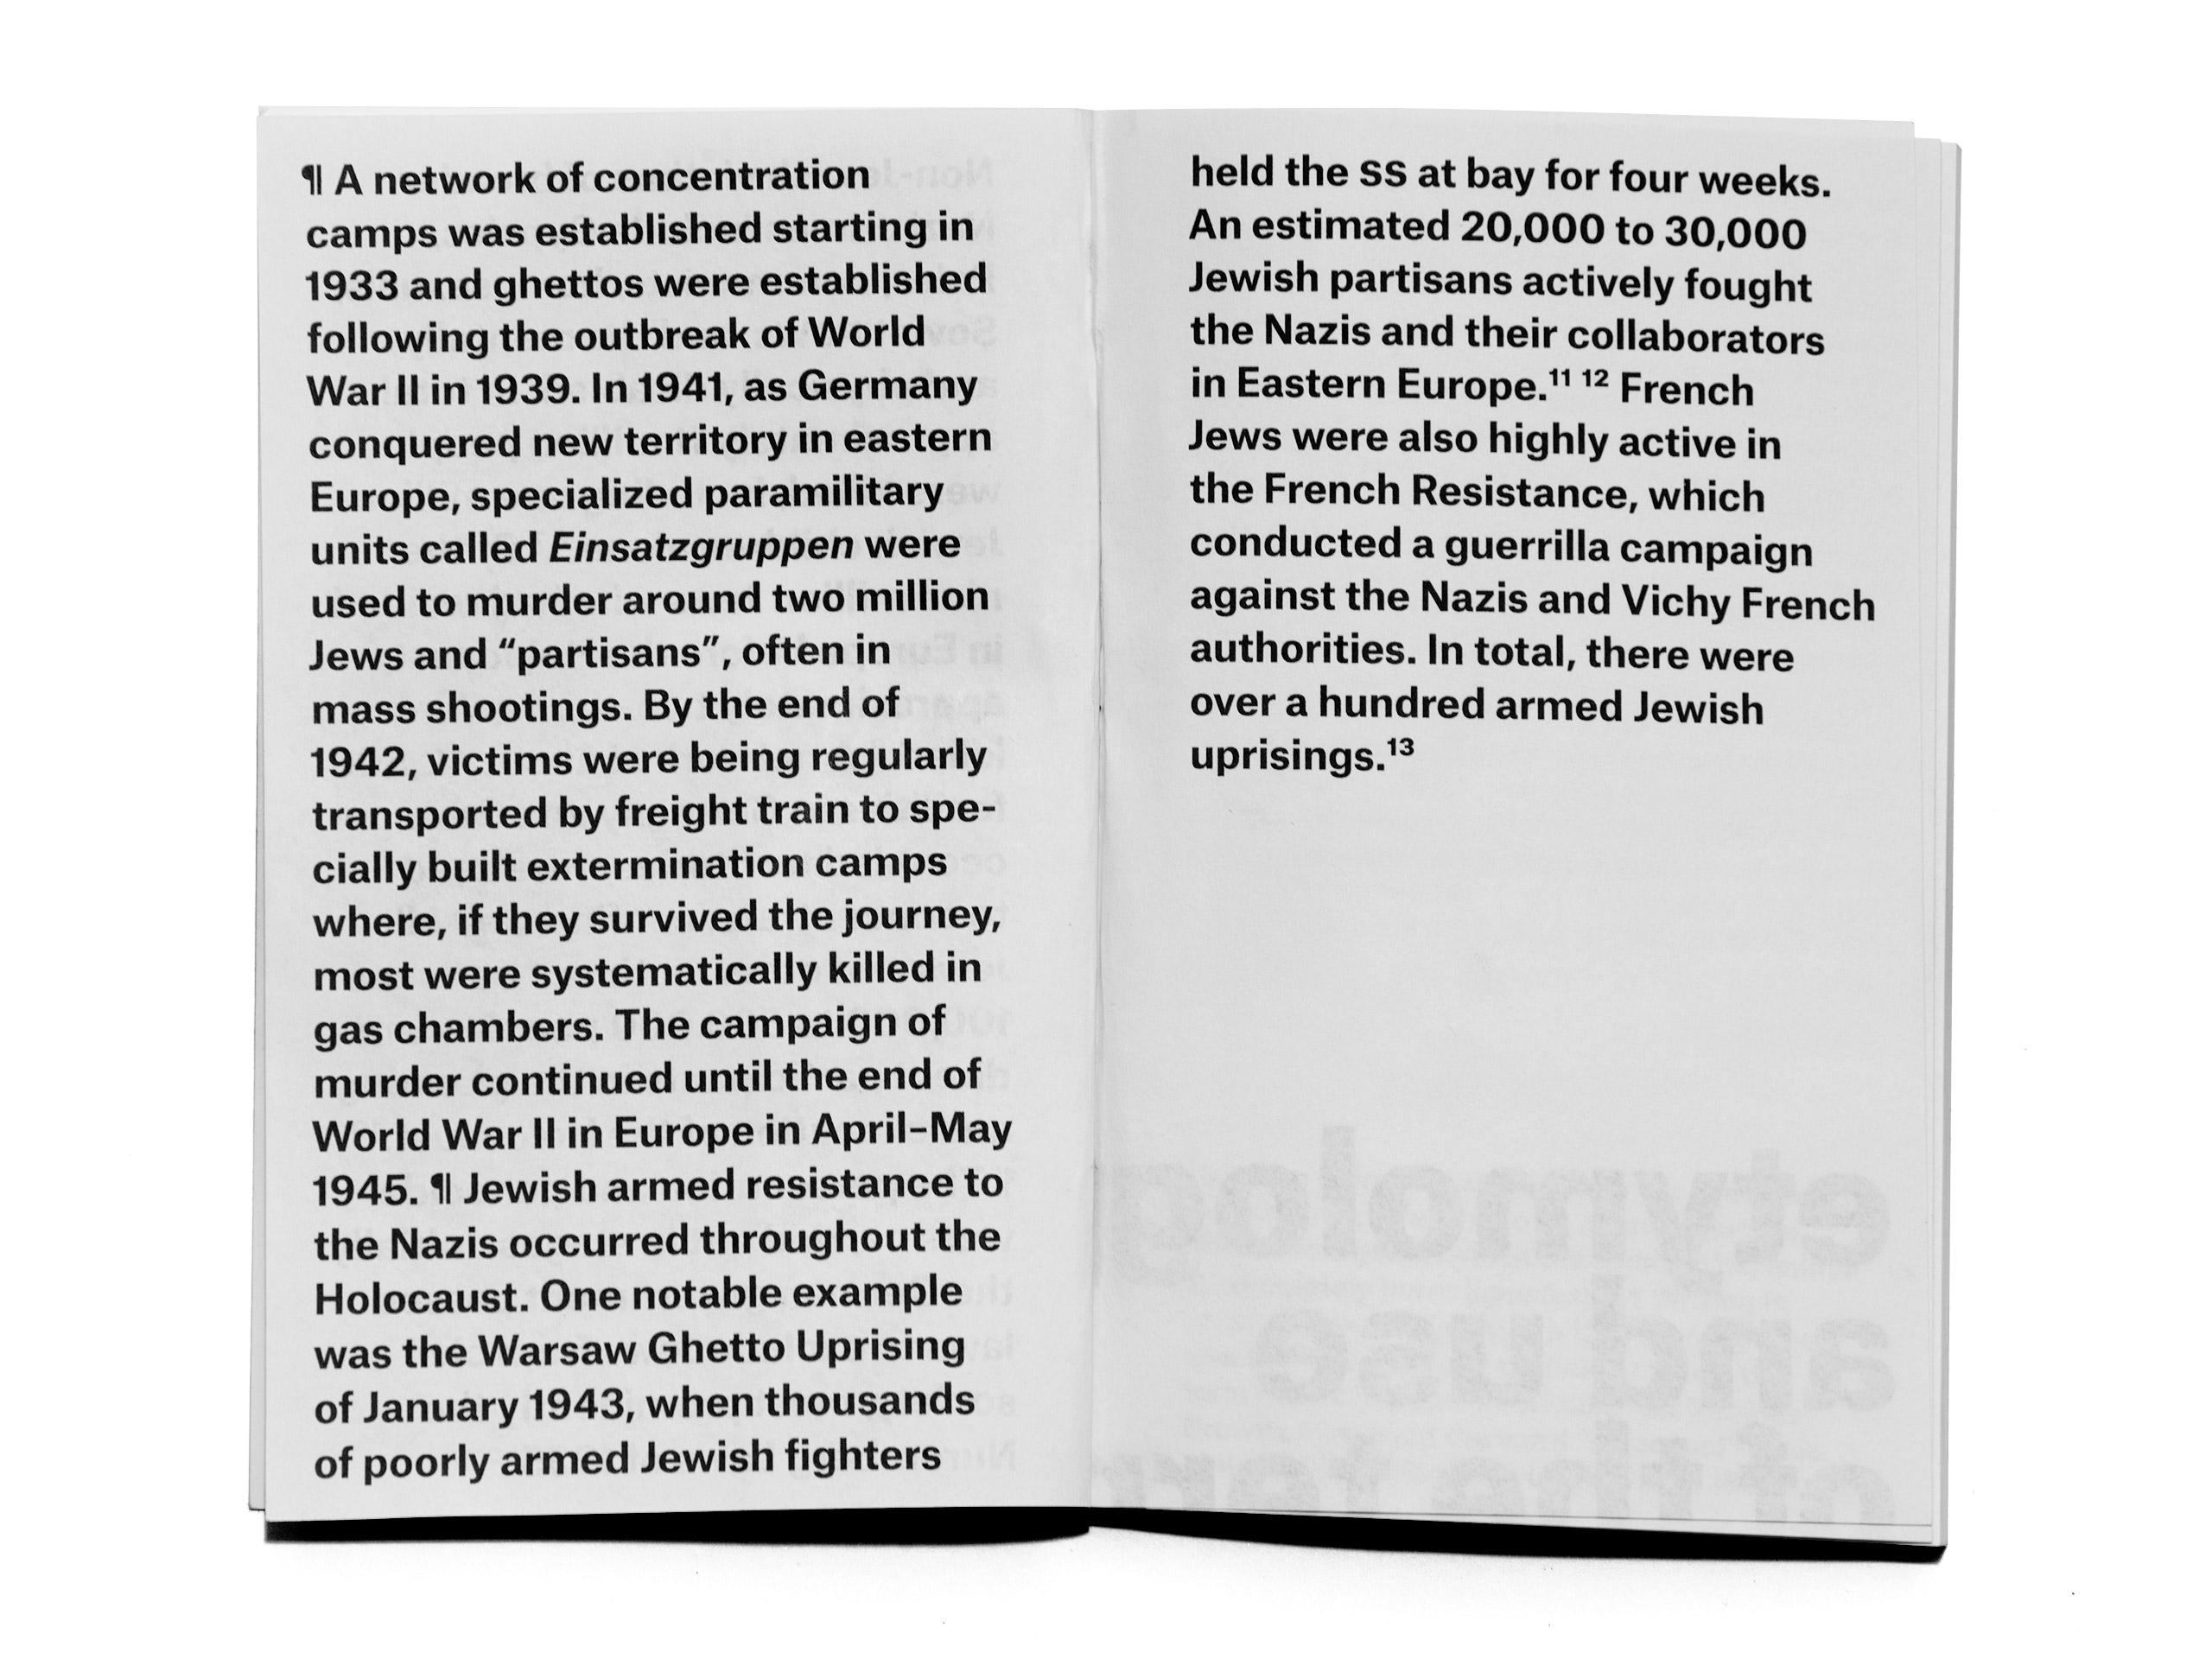 ¶ A network of concentration
camps was established starting in
1933 and ghettos were established
following the outbreak of World
War II in 1939. In 1941, as Germany
conquered new territory in eastern
Europe, specialized paramilitary
units called Einsatzgruppen were
used to murder around two million
Jews and “partisans”, often in
mass shootings. By the end of
1942, victims were being regularly
transported by freight train to spe-
cially built extermination camps
where, if they survived the journey,
most were systematically killed in
gas chambers. The campaign of
murder continued until the end of
World War II in Europe in April–May
1945. ¶ Jewish armed resistance to
the Nazis occurred throughout the
Holocaust. One notable example
was the Warsaw Ghetto Uprising
of January 1943, when thousands
of poorly armed Jewish fighters
held the SS at bay for four weeks.
An estimated 20,000 to 30,000
Jewish partisans actively fought
the Nazis and their collaborators
in Eastern Europe.¹¹ ¹² French
Jews were also highly active in
the French Resistance, which
conducted a guerrilla campaign
against the Nazis and Vichy French
authorities. In total, there were
over a hundred armed Jewish
uprisings.¹³